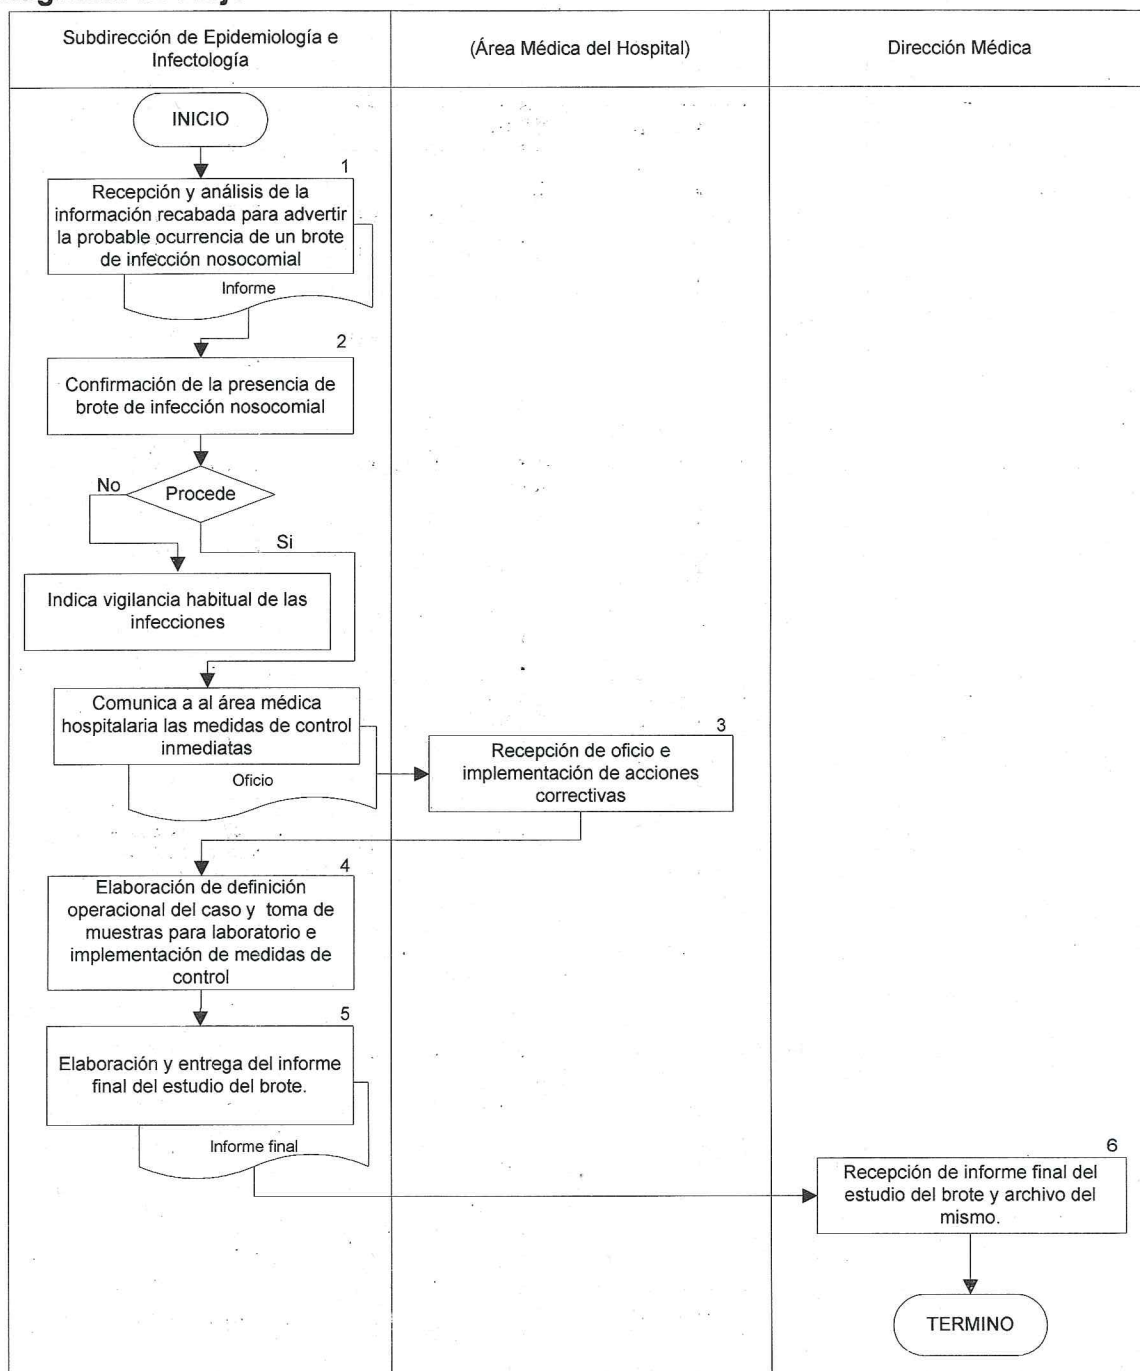 Subdirección de Epidemiología e
Infectología
(Área Médica del Hospital)
Dirección Médica
INICIO
1
Recepción y análisis de la
información recabada para advertir
la probable ocurrencia de un brote
de infección nosocomial
Informe
2
Confirmación de la presencia de
brote de infección nosocomial
Procede
No
Si
Indica vigilancia habitual de las
infecciones
Comunica a al área médica
hospitalaria las medidas de control
inmediatas
Oficio
3
Recepción de oficio e
implementación de acciones
correctivas
4
Elaboración de definición
operacional del caso y toma de
muestras para laboratorio e
implementación de medidas de
control
5
Elaboración y entrega del informe
final del estudio del brote.
Informe final
6
Recepción de informe final del
estudio del brote y archivo del
mismo.
TERMINO